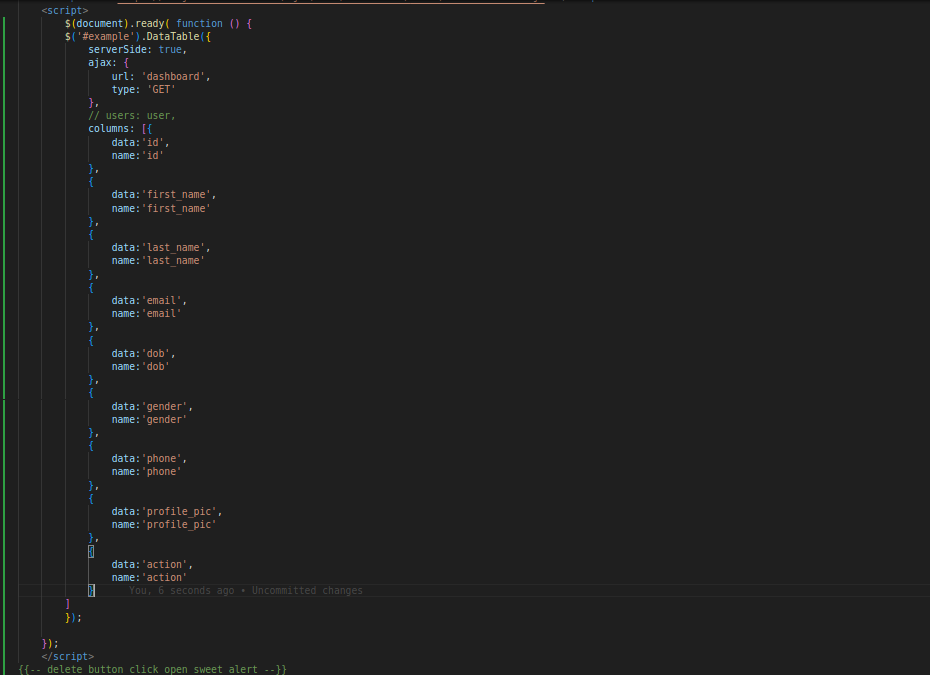 <script>
$(document).ready( function () {
$('#example').DataTable({
serverSide: true,
ajax: {
url: 'dashboard',
type: 'GET'
},
// users: user,
columns: [{
data:'id',
name:'id'
},
{
data:'first_name',
name:'first_name'
},
{
data:'last_name',
name:'last_name'
},
{
data:'email',
name:'email'
},
{
data:'dob',
name:'dob'
},
{
data:'gender',
name:'gender'
},
{
data:'phone',
name:'phone'
},
{
data:'profile_pic',
name:'profile_pic'
},
{
data:'action',
name:'action'
} You, 6 seconds ago • Uncommitted changes
]
});
});
</script>
{{-- delete button click open sweet alert --}}